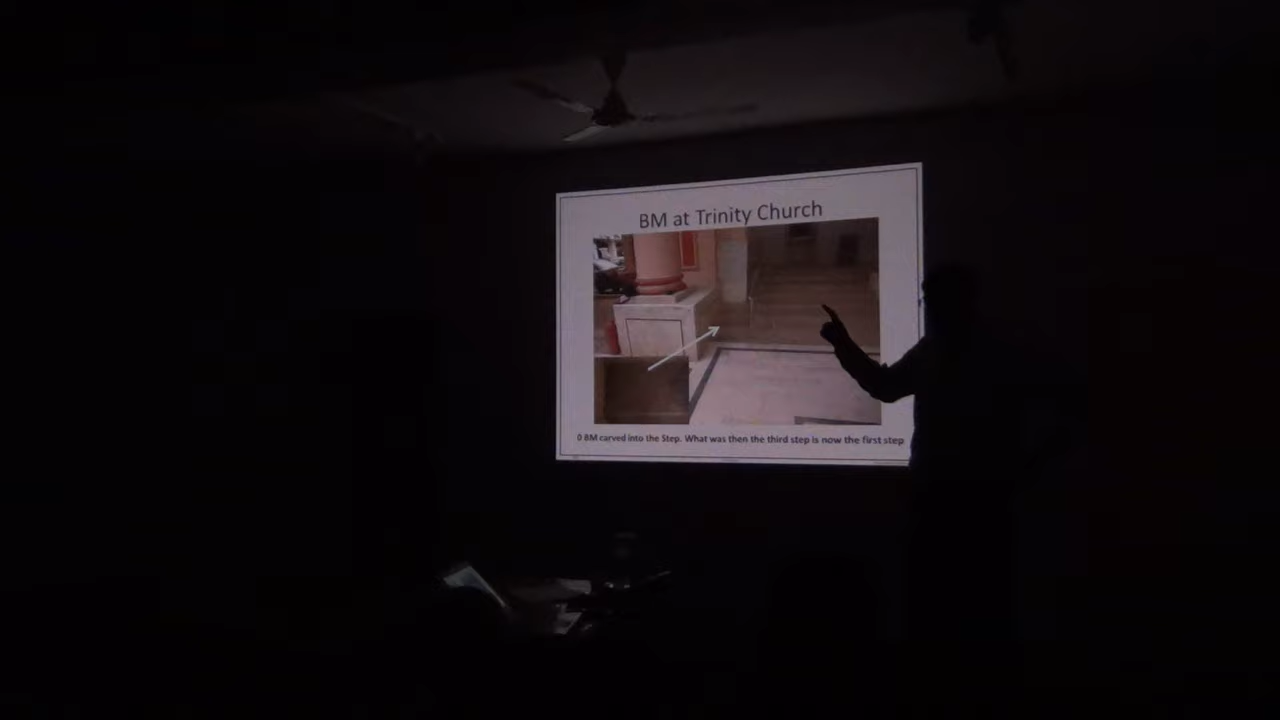 BM at Trinity Church
0 BM carved into the Step. What was then the third step is now the first step